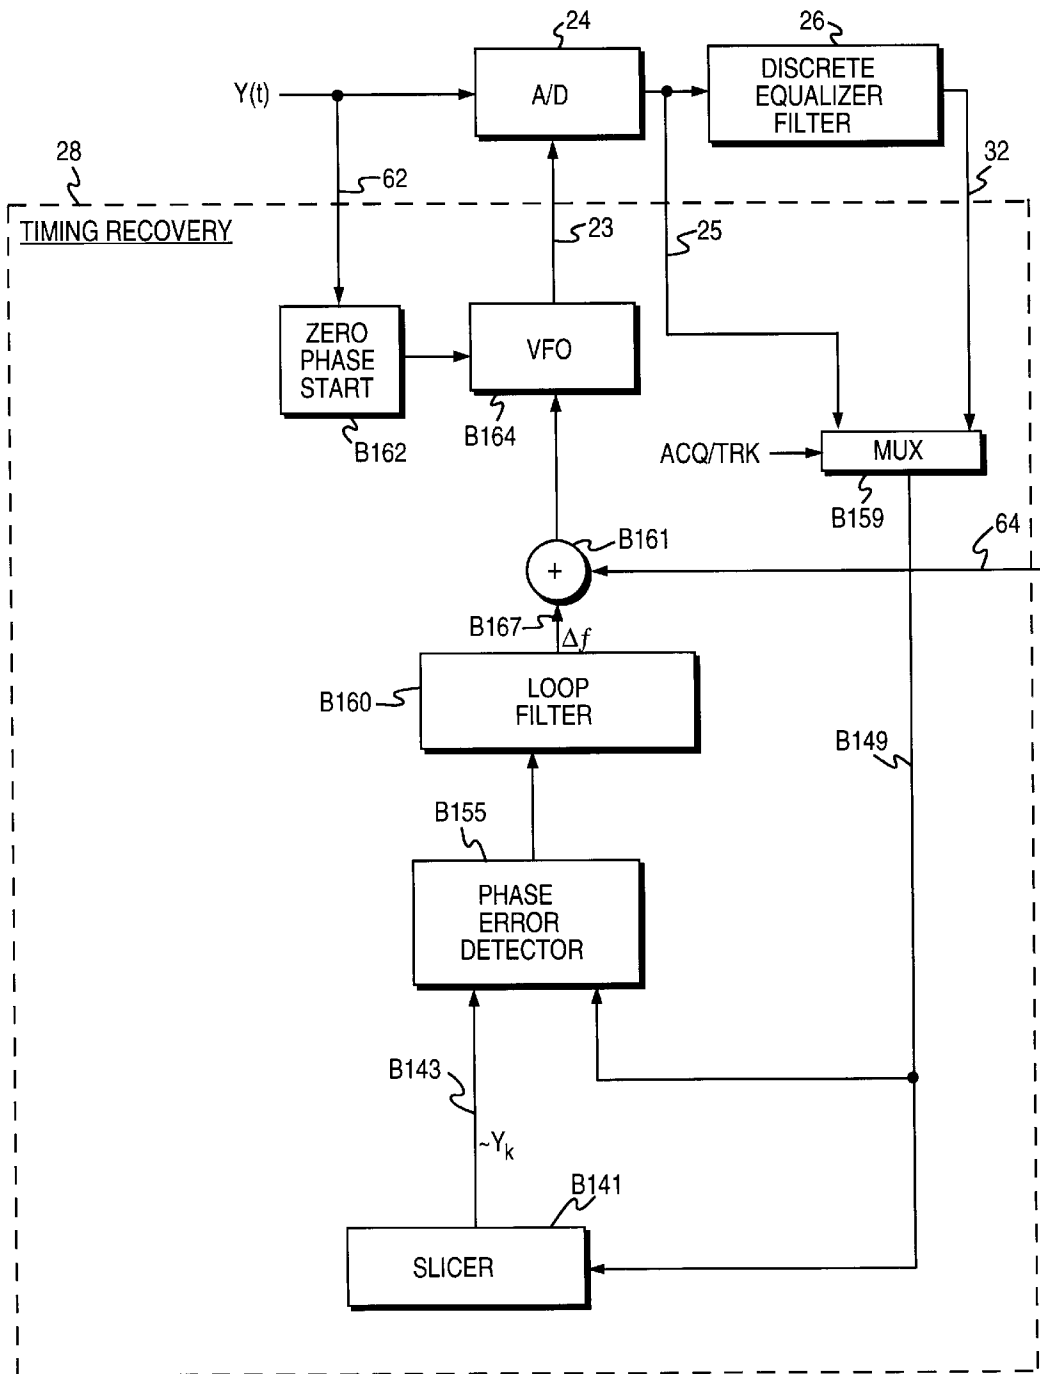 24
26
Y(t)
A/D
DISCRETE
EQUALIZER
FILTER
28
62
32
TIMING RECOVERY
23
25
ZERO
PHASE
START
VFO
B162
B164
ACQ/TRK
MUX
B159
B161
64
+
B167
Δf
B160
LOOP
FILTER
B149
B155
PHASE
ERROR
DETECTOR
B143
~Yk
B141
SLICER